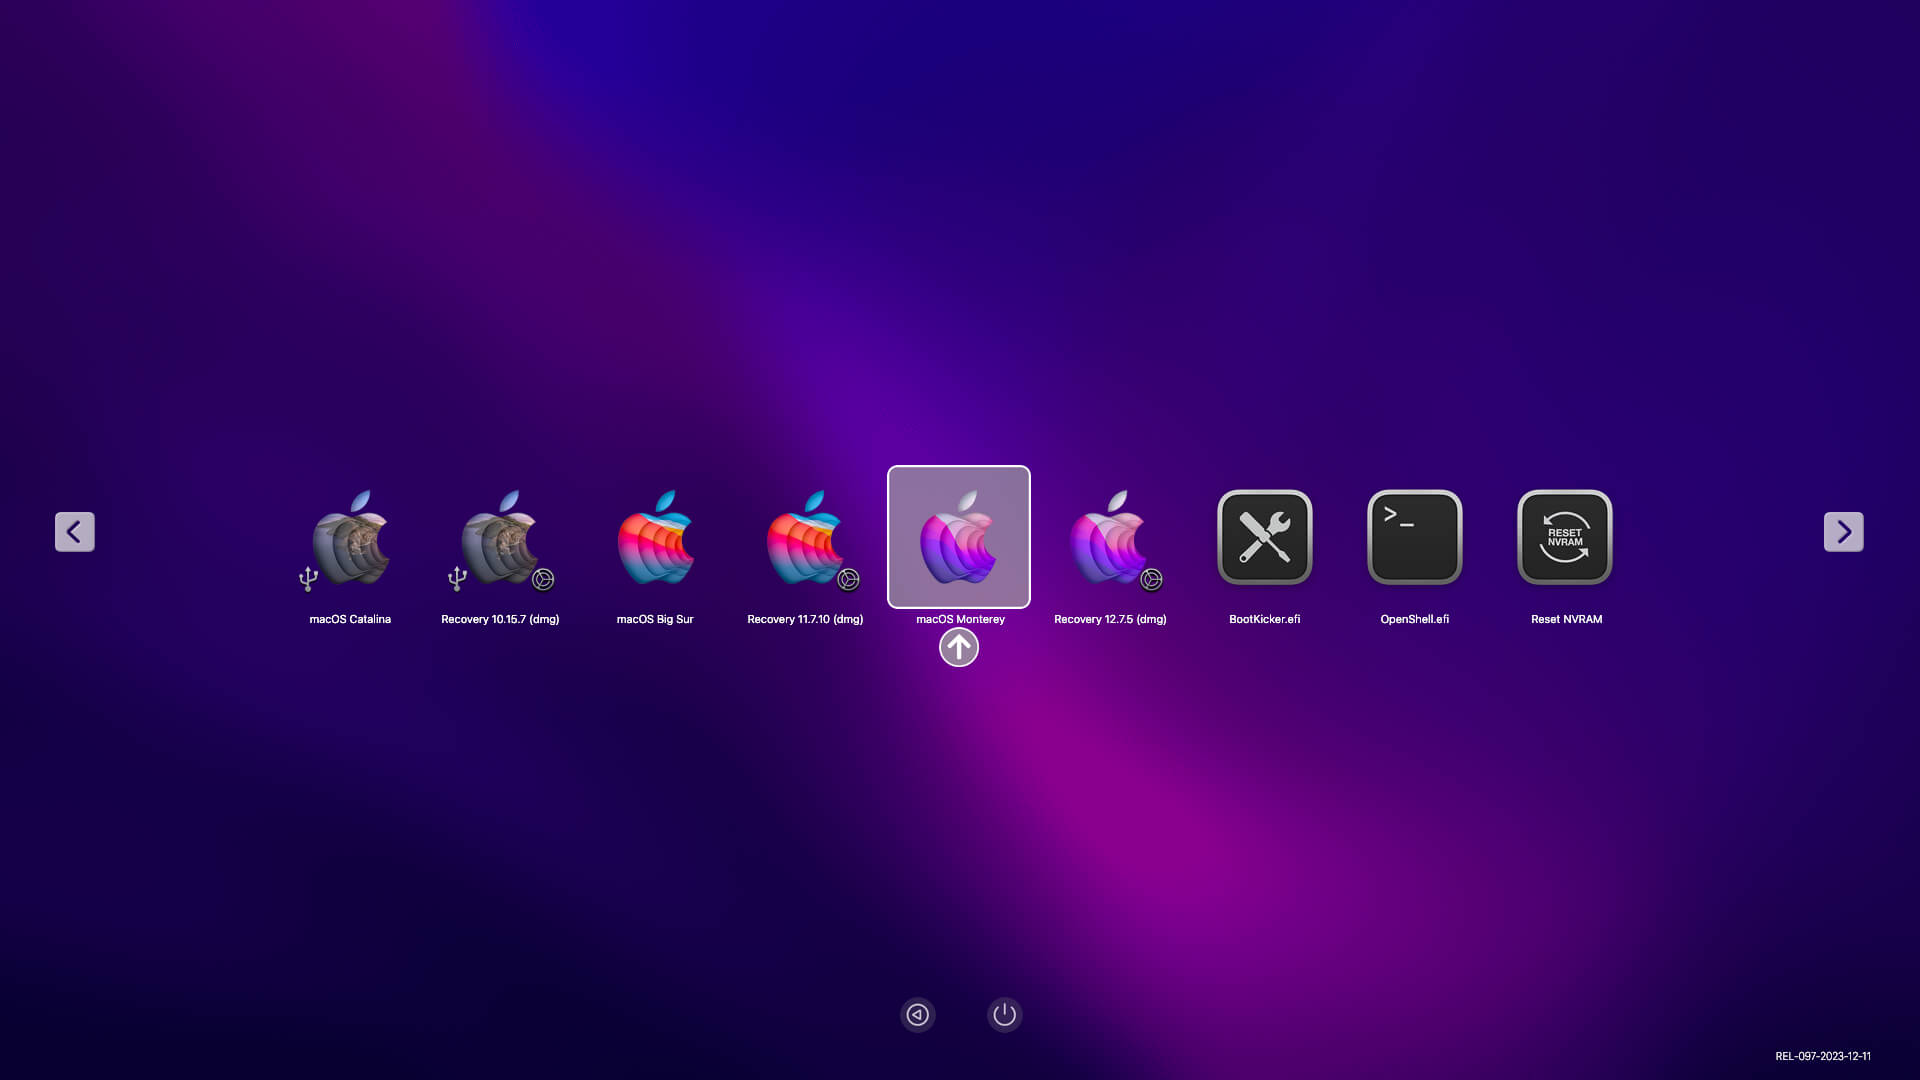 >_
RESET
NVRAM
macOS Catalina
Recovery 10.15.7 (dmg)
macOS Big Sur
Recovery 11.7.10 (dmg)
macOS Monterey
Recovery 12.7.5 (dmg)
BootKicker.efi
OpenShell.efi
Reset NVRAM
REL-097-2023-12-11